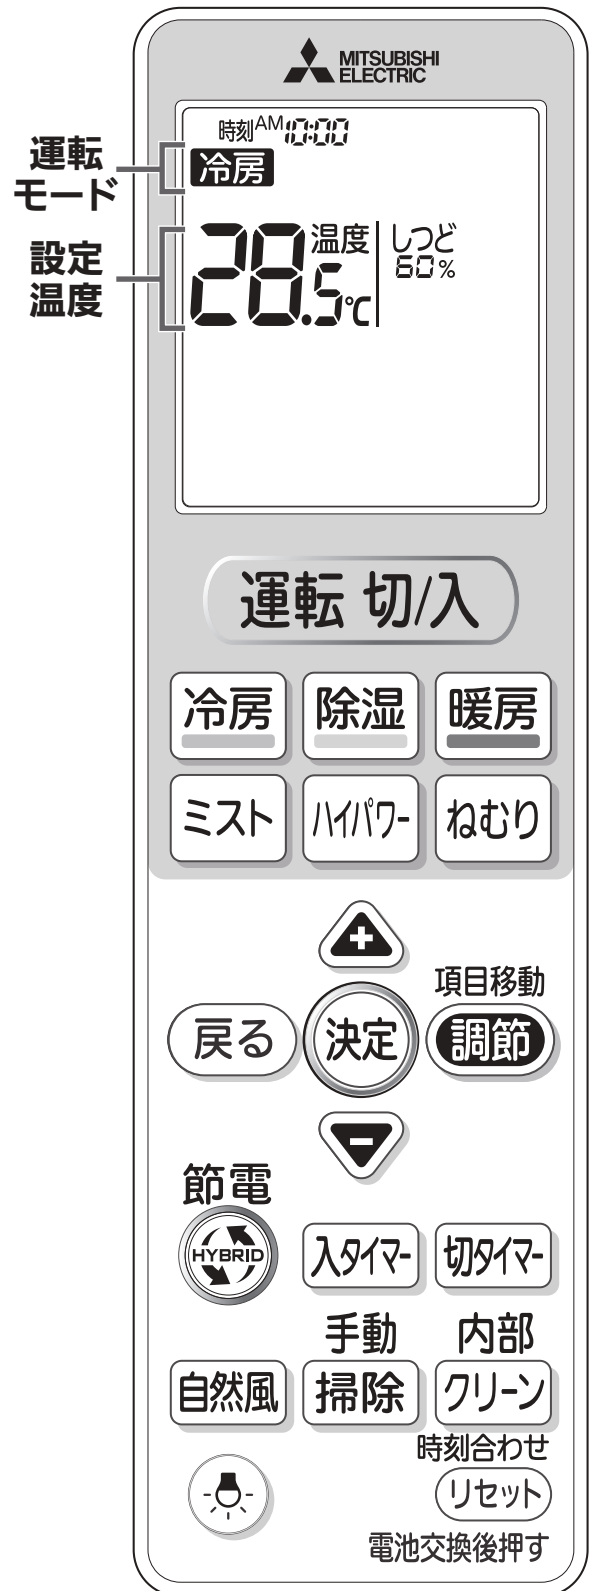 MITSUBISHI
ELECTRIC
時刻AM10:00
運転
モード
冷房
設定
温度
28.5℃ 温度
しつど
60%
運転 切/入
冷房 除湿 暖房
ミスト ハイパワー ねむり
+
項目移動
戻る 決定 調節
-
節電
HYBRID 入タイマー 切タイマー
手動 内部
自然風 掃除 クリーン
時刻合わせ
リセット
電池交換後押す